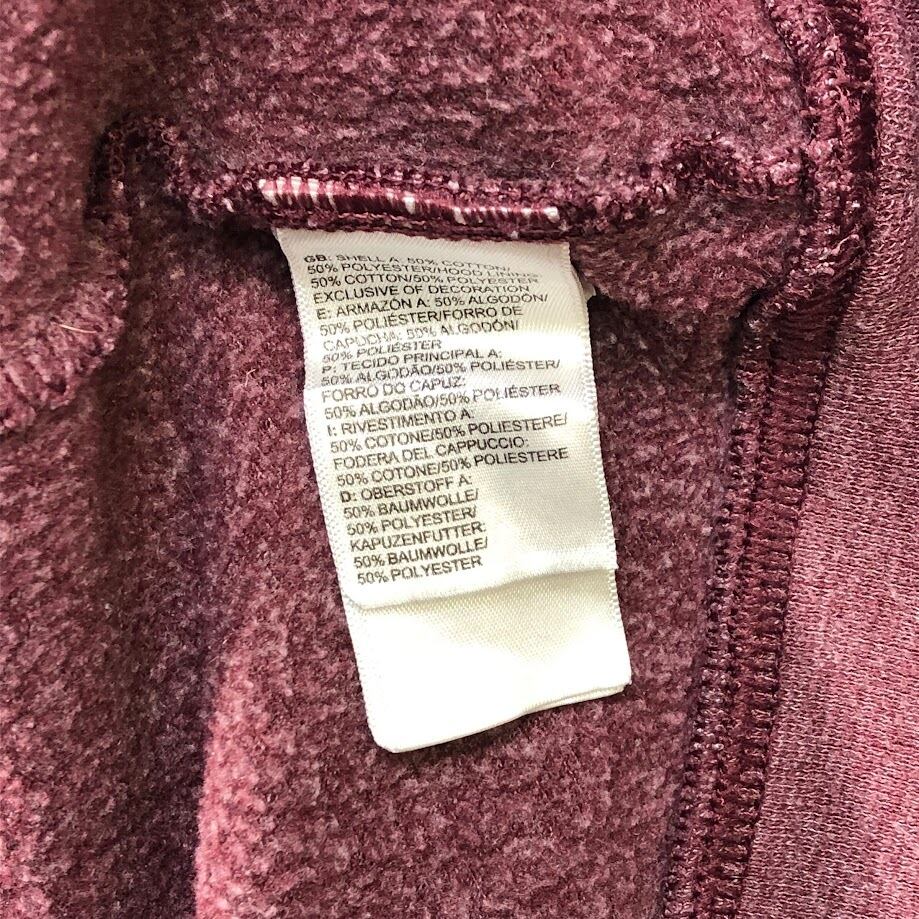 GB: SHELL A: 50% COTTON/
50% POLYESTER/HOOD LINING
50% COTTON/50% POLYESTER
EXCLUSIVE OF DECORATION
E: ARMAZÓN A: 50% ALGODÓN/
50% POLIÉSTER/FORRO DE
CAPUCHA: 50% ALGODÓN/
50% POLIÉSTER
P: TECIDO PRINCIPAL A:
50% ALGODÃO/50% POLIÉSTER/
FORRO DO CAPUZ:
50% ALGODÃO/50% POLIÉSTER
I: RIVESTIMENTO A:
50% COTONE/50% POLIESTERE/
FODERA DEL CAPPUCCIO:
50% COTONE/50% POLIESTERE
D: OBERSTOFF A:
50% BAUMWOLLE/
50% POLYESTER/
KAPUZENFUTTER:
50% BAUMWOLLE/
50% POLYESTER